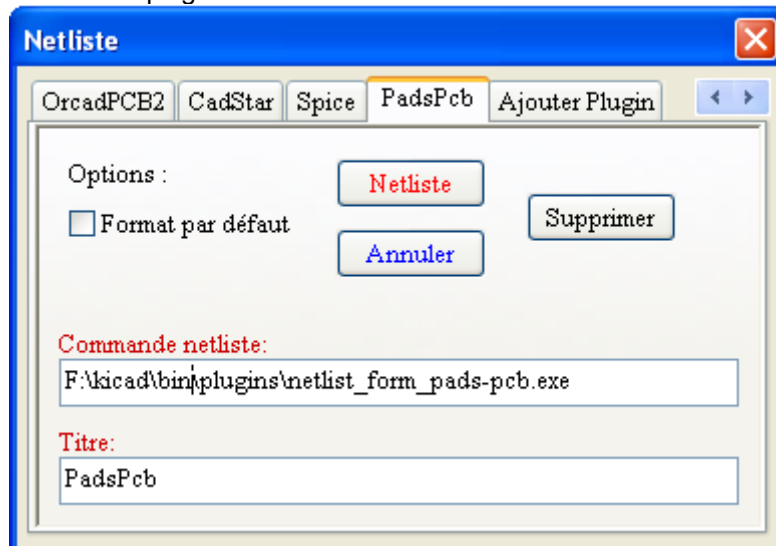 Netliste
OrcadPCB2 CadStar Spice PadsPcb Ajouter Plugin
Options :
Netliste
Format par défaut
Supprimer
Annuler
Commande netliste:
F:\kicad\bin\plugins\netlist_form_pads-pcb.exe
Titre:
PadsPcb